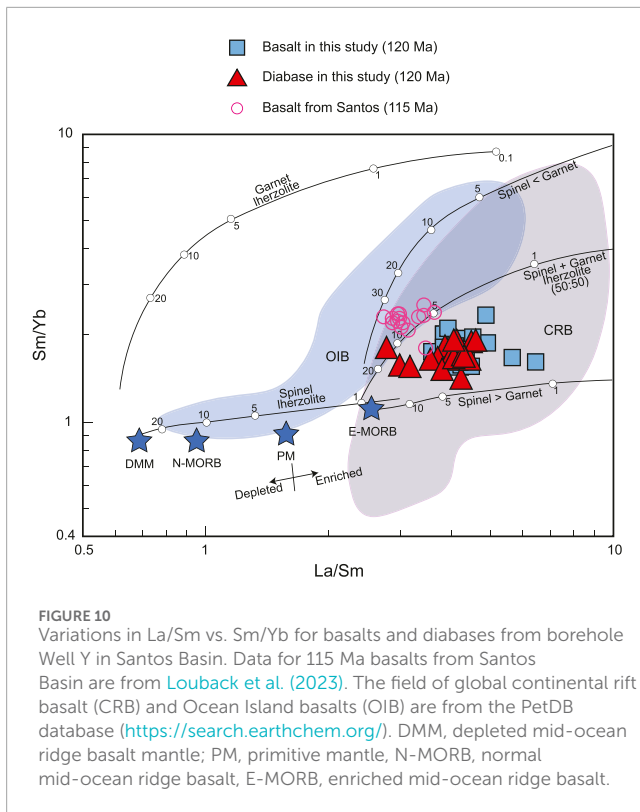 Basalt in this study (120 Ma)
Diabase in this study (120 Ma)
Basalt from Santos (115 Ma)
10
Garnet
lherzolite
0.1
1
5
10
20
Spinel < Garnet
5
10
20
30
Spinel + Garnet
lherzolite
(50:50)
1
5
10
20
OIB
CRB
Sm/Yb
Spinel
lherzolite
20
10
5
1
1
Spinel > Garnet
10
5
1
DMM
N-MORB
PM
E-MORB
Depleted
Enriched
0.4
0.5
1
10
La/Sm
FIGURE 10
Variations in La/Sm vs. Sm/Yb for basalts and diabases from borehole
Well Y in Santos Basin. Data for 115 Ma basalts from Santos
Basin are from Louback et al. (2023). The field of global continental rift
basalt (CRB) and Ocean Island basalts (OIB) are from the PetDB
database (https://search.earthchem.org/). DMM, depleted mid-ocean
ridge basalt mantle; PM, primitive mantle, N-MORB, normal
mid-ocean ridge basalt, E-MORB, enriched mid-ocean ridge basalt.